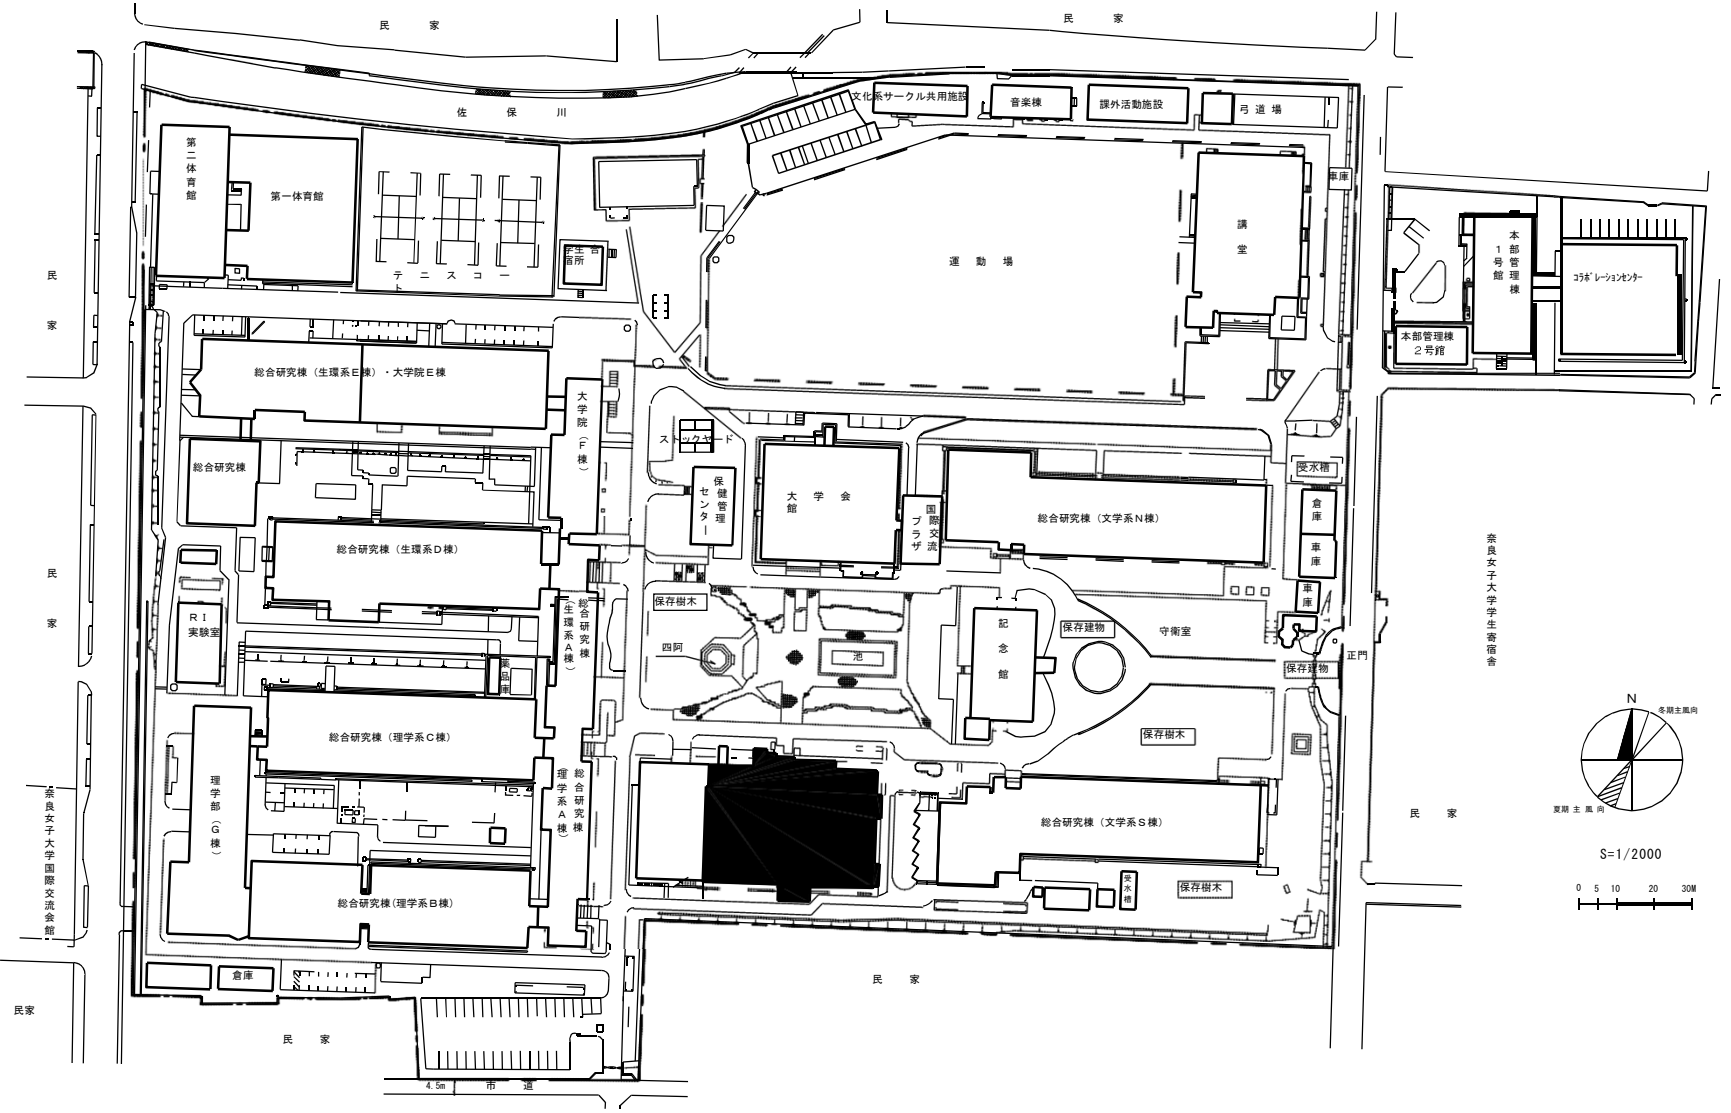 民　家
民　家
佐　保　川
文化系サークル共用施設
音楽棟
課外活動施設
弓 道 場
第二体育館
第一体育館
車庫
講堂
本部管理棟
１号館
コラボレーションセンター
学生 合
宿所
運　動　場
テ ニ ス コ ー
ト
民　家
本部管理棟
２号館
総合研究棟（生環系Ｅ棟）・大学院Ｅ棟
大学院（Ｆ棟）
ストックヤード
総合研究棟
保健管理
センター
大　学　会
館
国際交流
プラザ
総合研究棟（文学系Ｎ棟）
受水槽
倉庫
車庫
車庫
総合研究棟（生環系Ｄ棟）
奈良女子大学学生寄宿舎
民　家
保存樹木
総合研究棟
（生環系Ａ棟）
ＲＩ
実験室
四阿
池
記念館
保存建物
守衛室
正門
保存建物
薬品庫
総合研究棟（理学系Ｃ棟）
保存樹木
N
冬期主風向
夏期 主 風 向
理学部（Ｇ棟）
総合研究棟
（理学系Ａ棟）
奈良女子大学国際交流会館
総合研究棟（文学系Ｓ棟）
民　家
S=1/2000
0 5 10 20 30M
受水槽
保存樹木
総合研究棟(理学系Ｂ棟）
倉庫
民　家
民家
民　家
4.5m
市　道